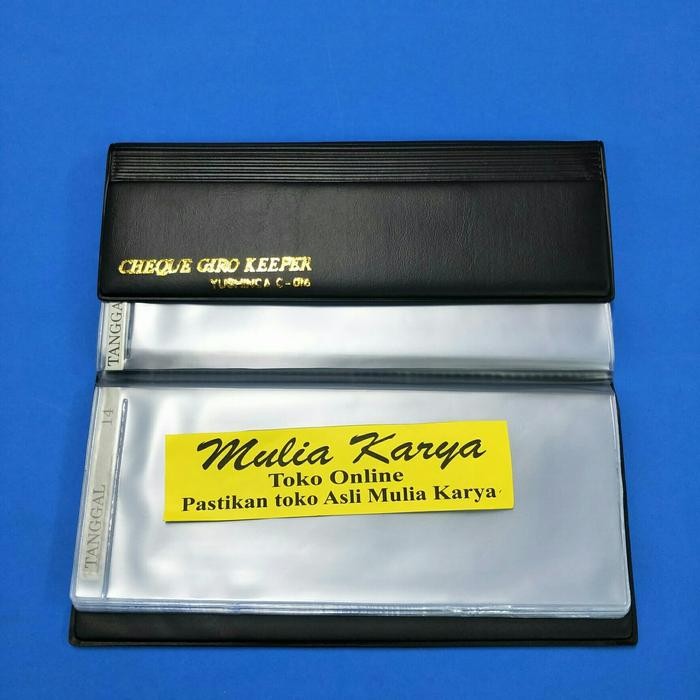 CHEQUE GIRO KEEPER
YUSHINCA C-016
TANGGAL
14
TANGGAL
Mulia Karya
Toko Online
Pastikan toko Asli Mulia Karya